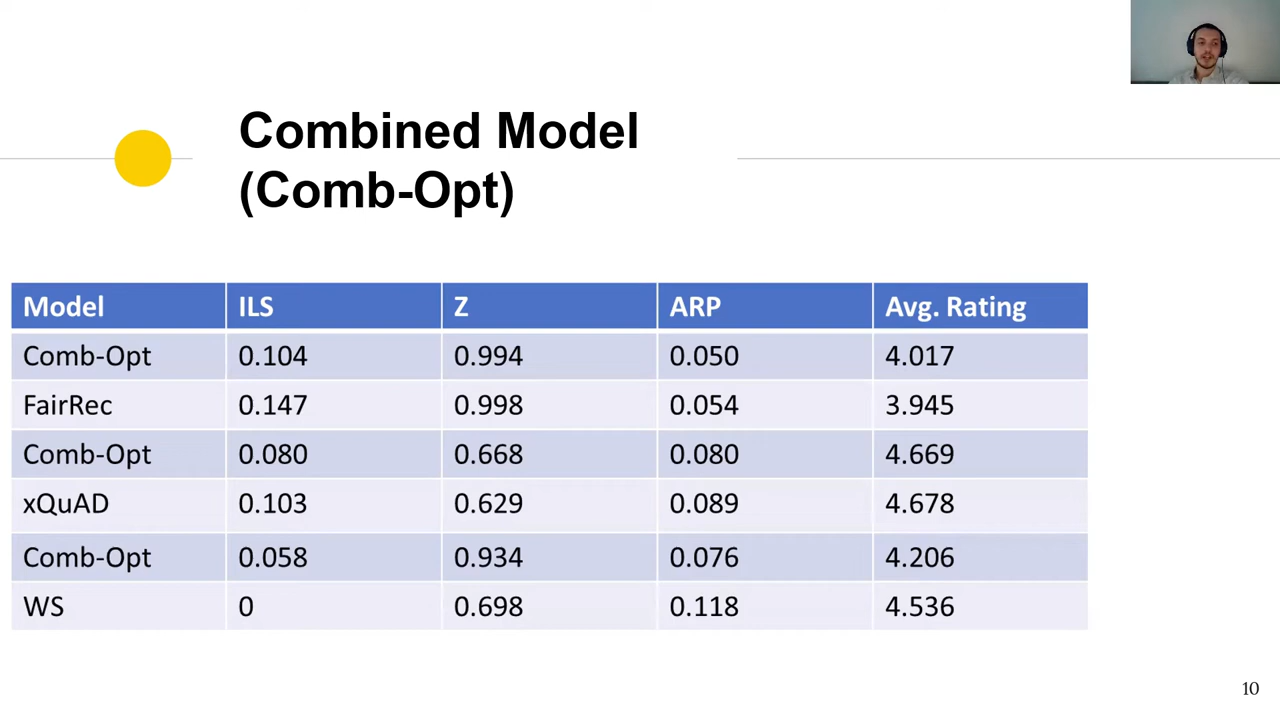 Combined Model
(Comb-Opt)
Model ILS Z ARP Avg. Rating
Comb-Opt 0.104 0.994 0.050 4.017
FairRec 0.147 0.998 0.054 3.945
Comb-Opt 0.080 0.668 0.080 4.669
xQuAD 0.103 0.629 0.089 4.678
Comb-Opt 0.058 0.934 0.076 4.206
WS 0 0.698 0.118 4.536
10